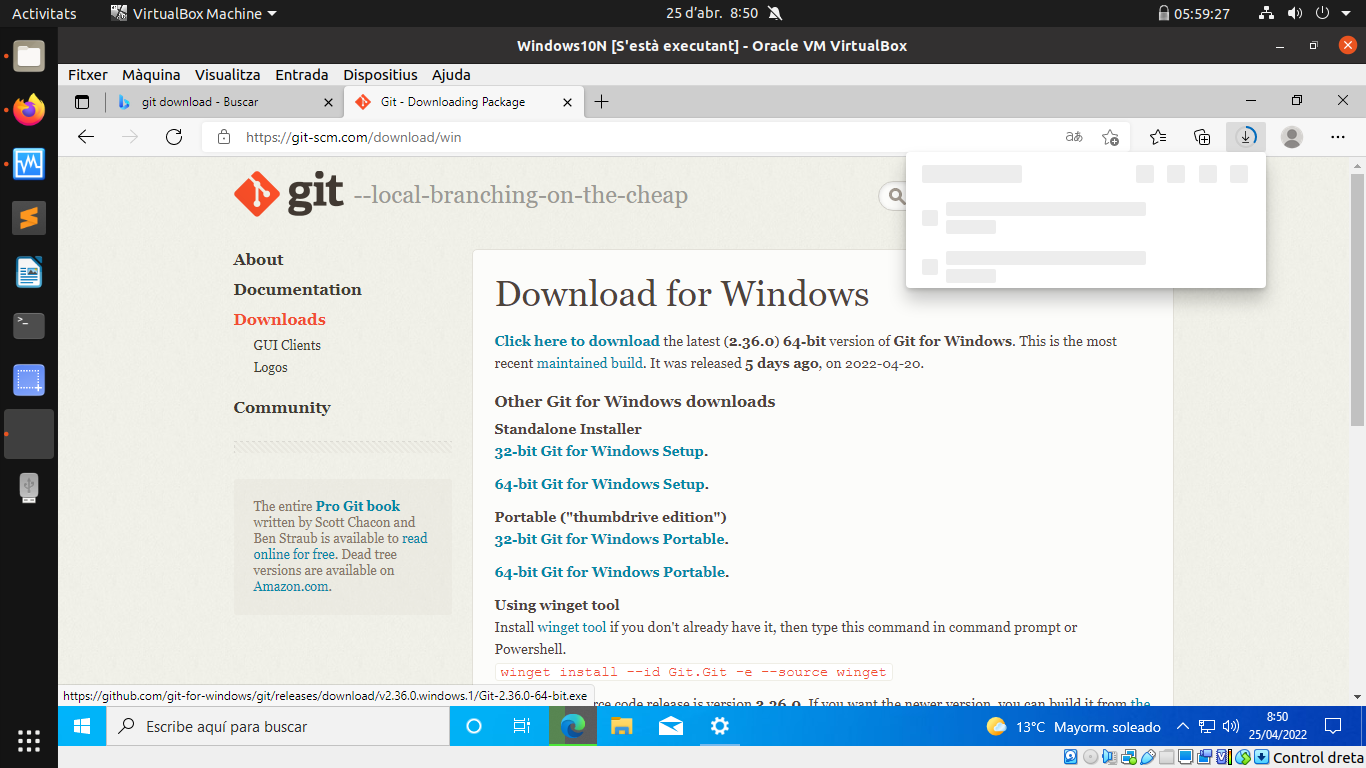 Activitats
VirtualBox Machine
25 d'abr. 8:50
05:59:27
Windows10N [S'està executant] - Oracle VM VirtualBox
Fitxer Màquina Visualitza Entrada Dispositius Ajuda
git download - Buscar
Git - Downloading Package
https://git-scm.com/download/win
git --local-branching-on-the-cheap
About
Documentation
Downloads
GUI Clients
Logos
Community
The entire Pro Git book
written by Scott Chacon and
Ben Straub is available to read
online for free. Dead tree
versions are available on
Amazon.com.
Download for Windows
Click here to download the latest (2.36.0) 64-bit version of Git for Windows. This is the most
recent maintained build. It was released 5 days ago, on 2022-04-20.
Other Git for Windows downloads
Standalone Installer
32-bit Git for Windows Setup.
64-bit Git for Windows Setup.
Portable ("thumbdrive edition")
32-bit Git for Windows Portable.
64-bit Git for Windows Portable.
Using winget tool
Install winget tool if you don't already have it, then type this command in command prompt or
Powershell.
winget install --id Git.Git -e --source winget
code release is version 2.36.0. If you want the newer version, you can build it from the
https://github.com/git-for-windows/git/releases/download/v2.36.0.windows.1/Git-2.36.0-64-bit.exe
Escribe aquí para buscar
13°C Mayorm. soleado
8:50
25/04/2022
Control dreta